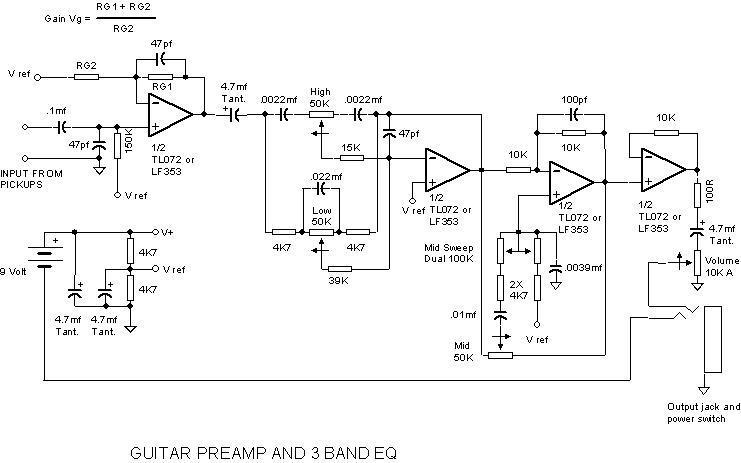 Gain Vg = RG1 + RG2
RG2
47pf
V ref
RG2
RG1
4.7mf
Tant.
+
.1mf
47pf
150K
1/2
TL072 or
LF353
INPUT FROM
PICKUPS
V ref
.0022mf
High
50K
.0022mf
47pf
15K
.022mf
Low
50K
4K7
4K7
39K
V ref
1/2
TL072 or
LF353
100pf
10K
10K
1/2
TL072 or
LF353
Mid Sweep
Dual 100K
2X
4K7
.0039mf
.01mf
V ref
Mid
50K
10K
1/2
TL072 or
LF353
100R
+
4.7mf
Tant.
Volume
10K A
+
9 Volt
V+
4K7
V ref
4K7
+
+
4.7mf
Tant.
4.7mf
Tant.
Output jack and
power switch
GUITAR PREAMP AND 3 BAND EQ